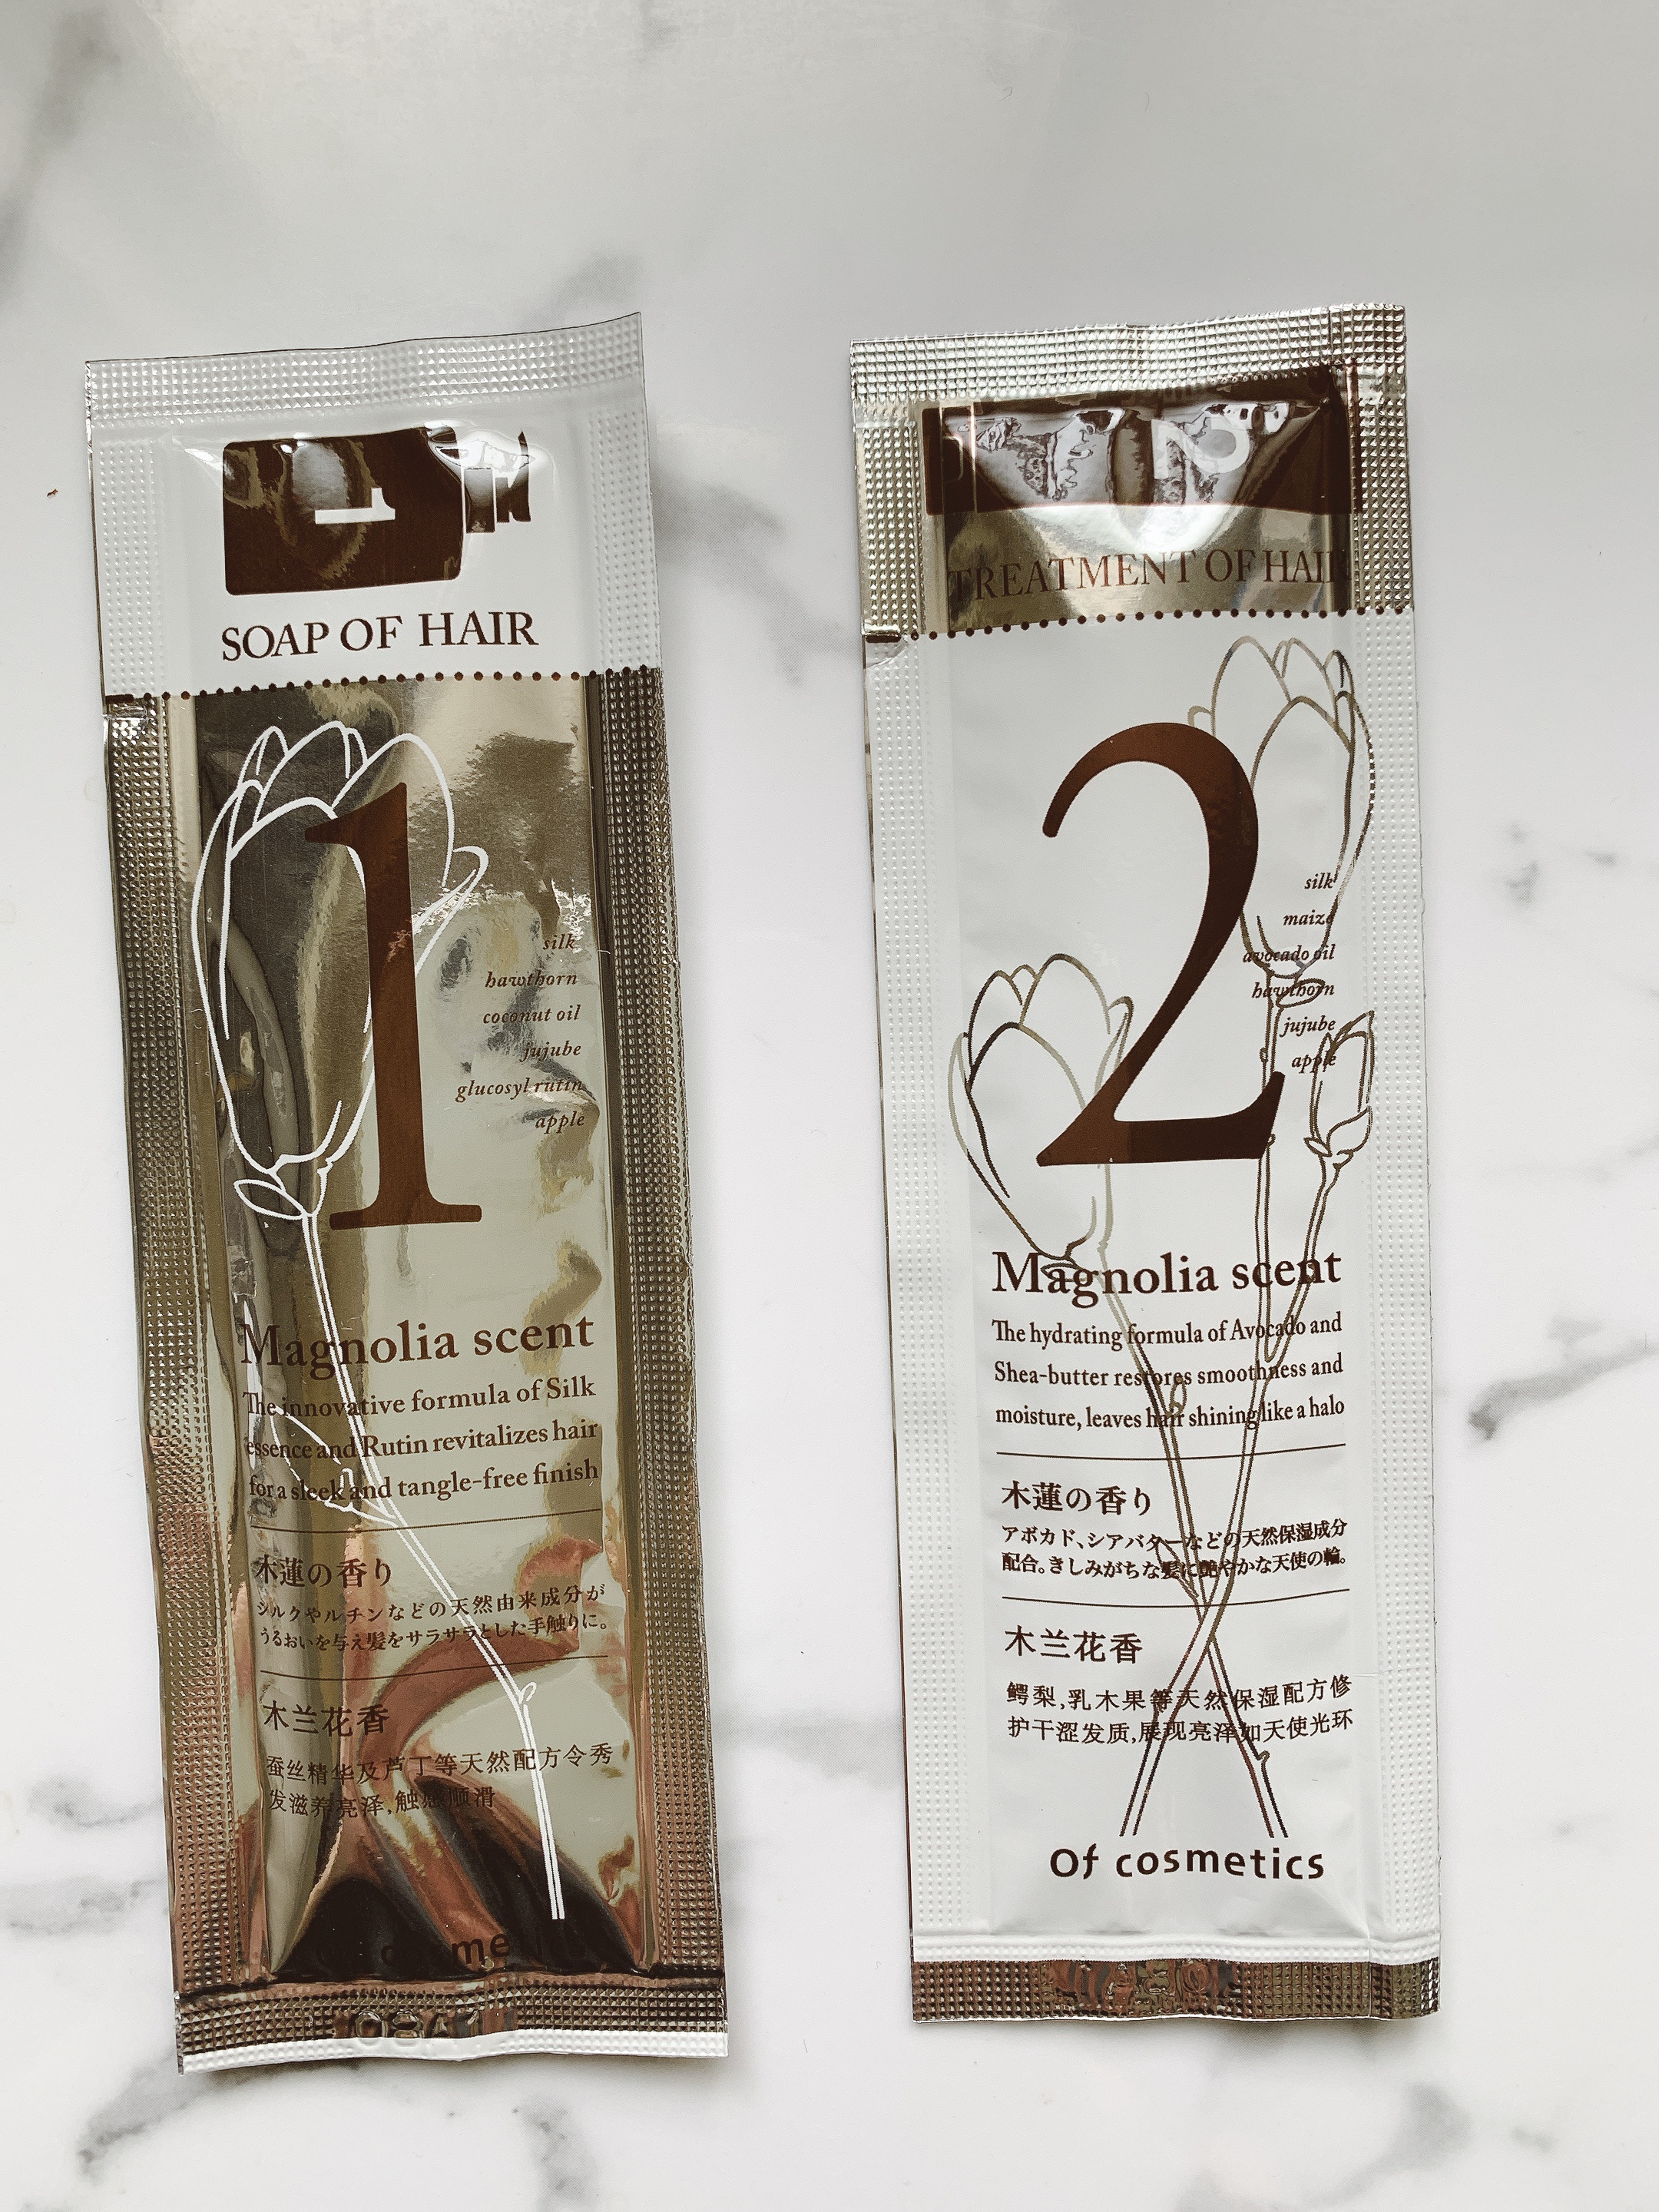 1
SOAP OF HAIR
1
silk
hawthorn
coconut oil
jujube
glucosyl rutin
apple
Magnolia scent
The innovative formula of Silk
essence and Rutin revitalizes hair
for a sleek and tangle-free finish
木蓮の香り
シルクやルチンなどの天然由来成分が
うるおいを与え髪をサラサラとした手触りに。
木兰花香
蚕丝精华及芦丁等天然配方令秀
发滋养亮泽,触感顺滑
2
TREATMENT OF HAIR
2
silk
maize
avocado oil
hawthorn
jujube
apple
Magnolia scent
The hydrating formula of Avocado and
Shea-butter restores smoothness and
moisture, leaves hair shining like a halo
木蓮の香り
アボカド、シアバターなどの天然保湿成分
配合。きしみがちな髪に艶やかな天使の輪。
木兰花香
鳄梨,乳木果等天然保湿配方修
护干涩发质,展现亮泽如天使光环
Of cosmetics